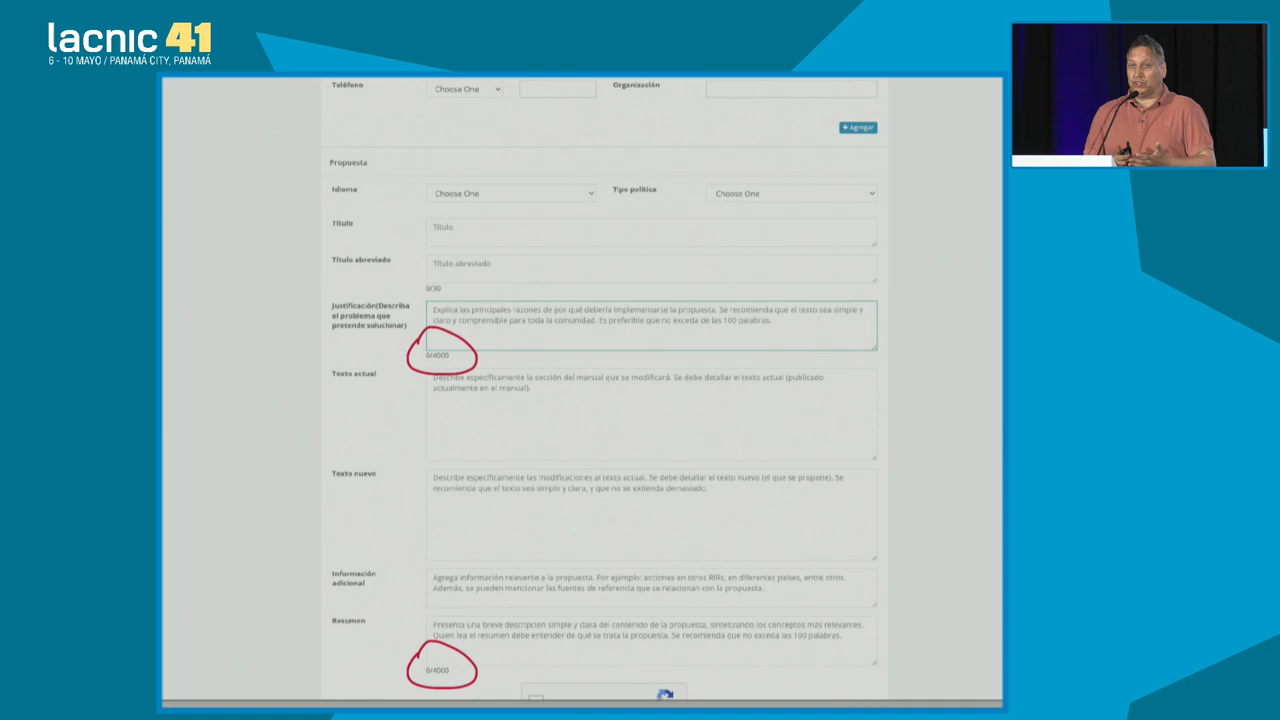 lacnic 41
6 - 10 MAYO / PANAMÁ CITY, PANAMÁ
Teléfono
Choose One
Organización
+ Agregar
Propuesta
Idioma
Choose One
Tipo política
Choose One
Título
Título
Título abreviado
Título abreviado
0/30
Justificación(Describa
el problema que
pretende solucionar)
Explica las principales razones de por qué debería implementarse la propuesta. Se recomienda que el texto sea simple y
claro y comprensible para toda la comunidad. Es preferible que no exceda de las 100 palabras.
0/4000
Texto actual
Describe específicamente la sección del manual que se modificará. Se debe detallar el texto actual (publicado
actualmente en el manual).
Texto nuevo
Describe específicamente las modificaciones al texto actual. Se debe detallar el texto nuevo (el que se propone). Se
recomienda que el texto sea simple y claro, y que no se extienda demasiado.
Información
adicional
Agrega información relevante a la propuesta. Por ejemplo: acciones en otros RIRs, en diferentes países, entre otros.
Además, se pueden mencionar las fuentes de referencia que se relacionan con la propuesta.
Resumen
Presenta una breve descripción simple y clara del contenido de la propuesta, sintetizando los conceptos más relevantes.
Quien lea el resumen debe entender de qué se trata la propuesta. Se recomienda que no exceda las 100 palabras.
0/4000